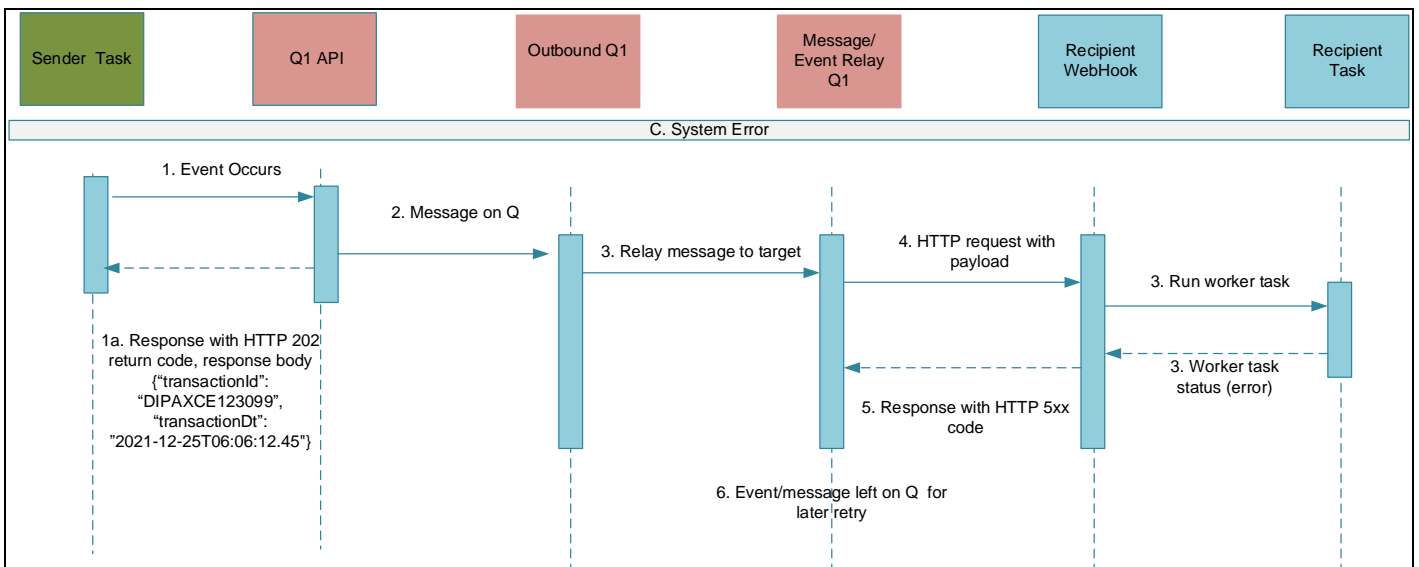 Sender Task
Q1 API
Outbound Q1
Message/
Event Relay
Q1
Recipient
WebHook
Recipient
Task
C. System Error
1. Event Occurs
2. Message on Q
3. Relay message to target
4. HTTP request with
payload
3. Run worker task
1a. Response with HTTP 202
return code, response body
{“transactionId”:
“DIPAXCE123099”,
“transactionDt”:
”2021-12-25T06:06:12.45"}
3. Worker task
status (error)
5. Response with HTTP 5xx
code
6. Event/message left on Q for
later retry